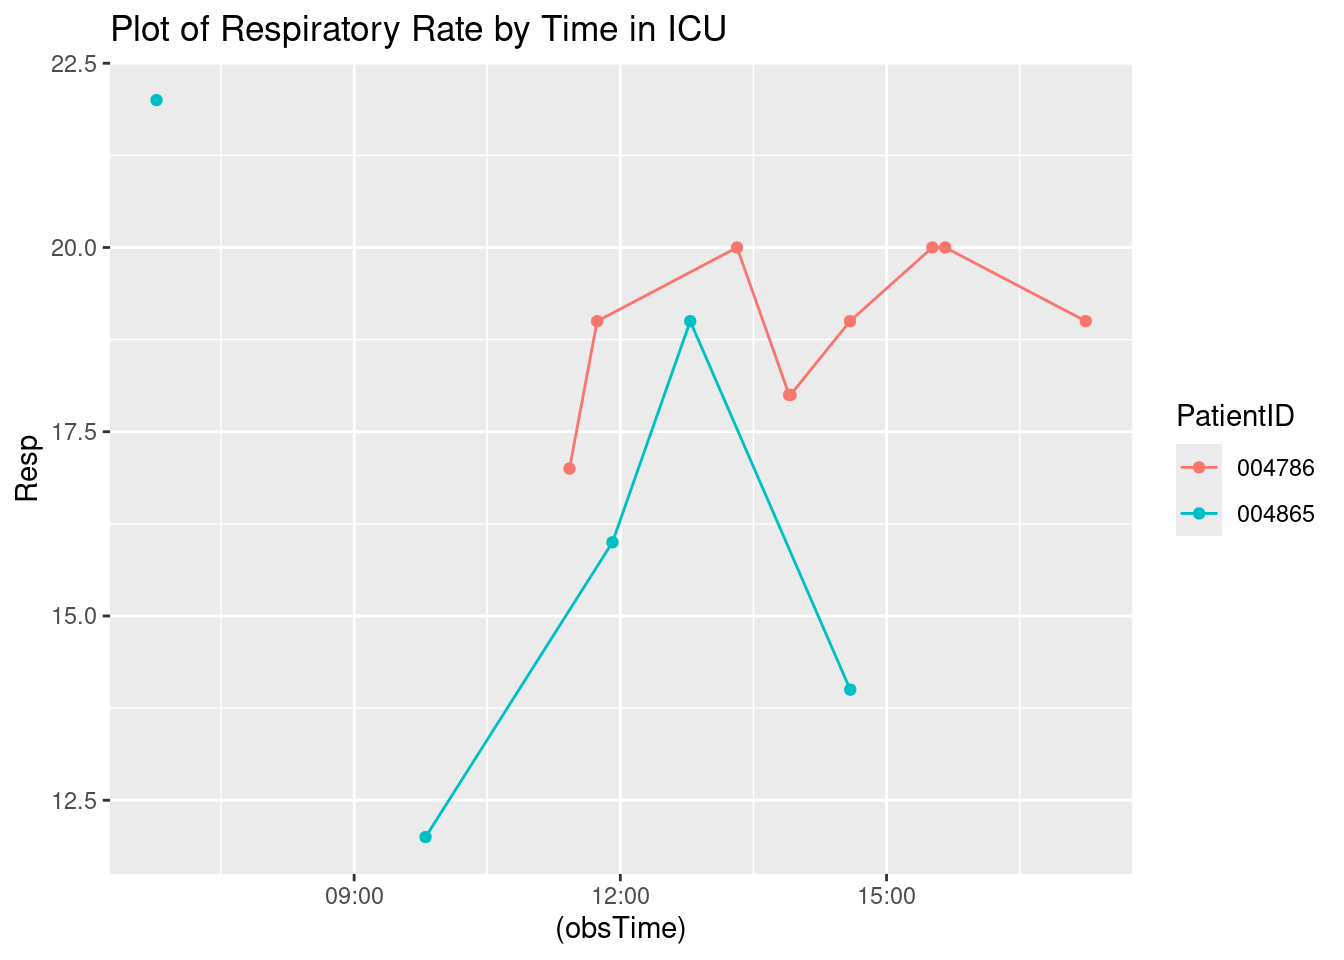 Plot of Respiratory Rate by Time in ICU
22.5
20.0
17.5
15.0
12.5
Resp
09:00 12:00 15:00
(obsTime)
PatientID
004786
004865